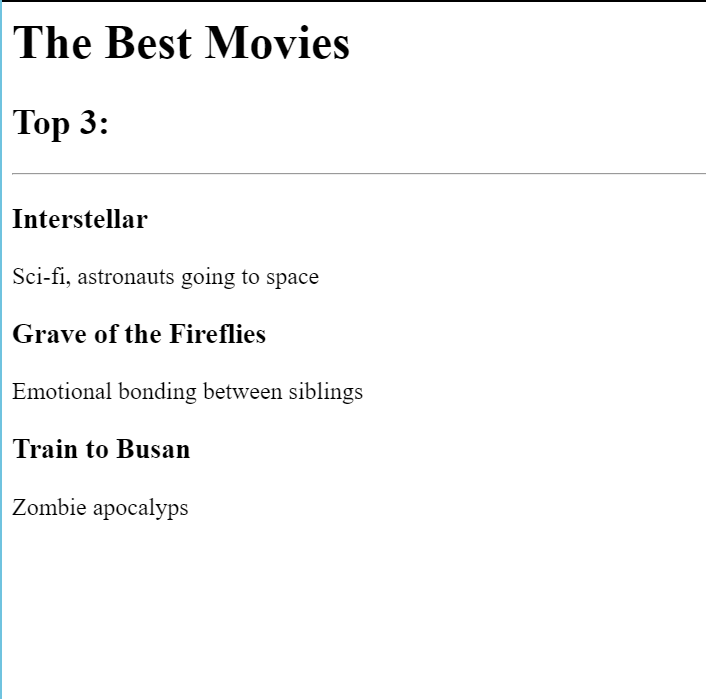 The Best Movies
Top 3:
Interstellar
Sci-fi, astronauts going to space
Grave of the Fireflies
Emotional bonding between siblings
Train to Busan
Zombie apocalyps